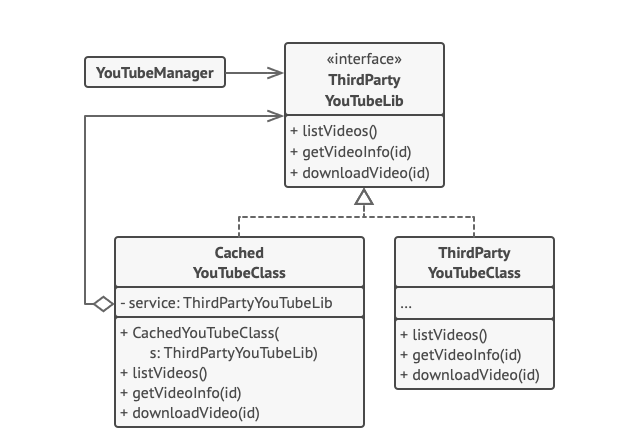 YouTubeManager
«interface»
ThirdParty
YouTubeLib
+ listVideos()
+ getVideoInfo(id)
+ downloadVideo(id)
Cached
YouTubeClass
- service: ThirdPartyYouTubeLib
+ CachedYouTubeClass(
s: ThirdPartyYouTubeLib)
+ listVideos()
+ getVideoInfo(id)
+ downloadVideo(id)
ThirdParty
YouTubeClass
...
+ listVideos()
+ getVideoInfo(id)
+ downloadVideo(id)